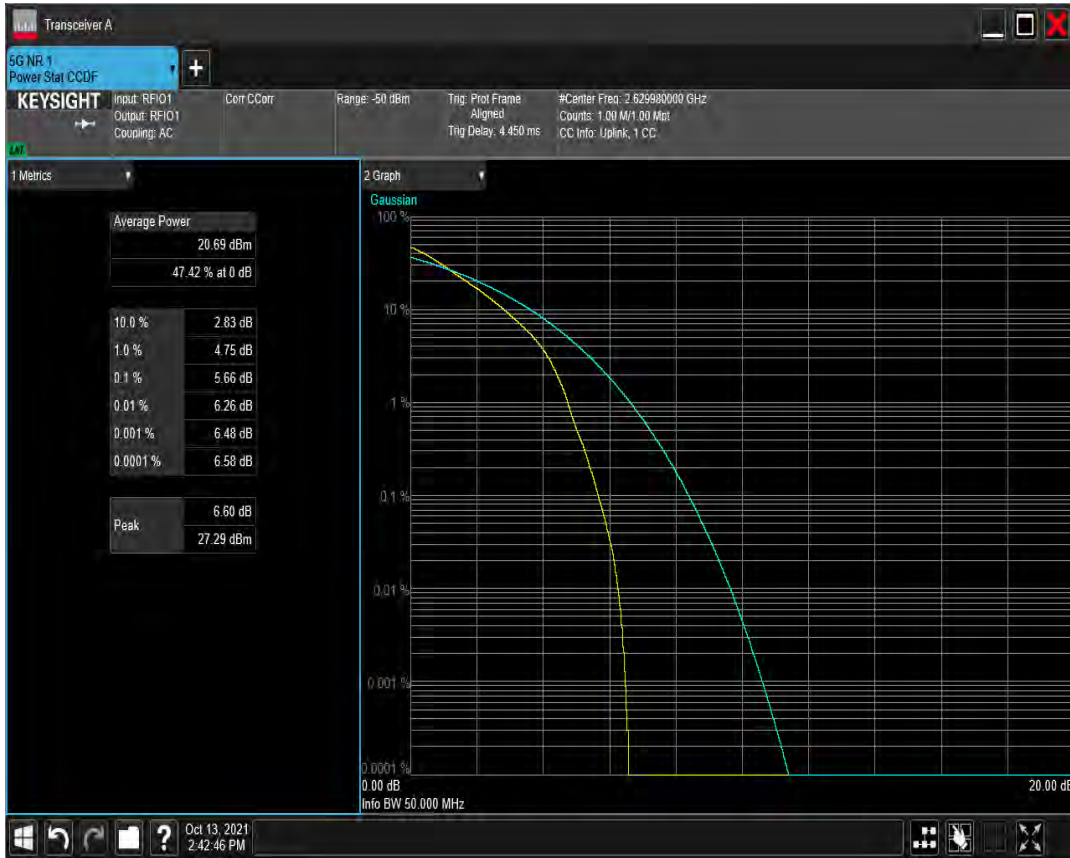 Transceiver A
5G NR 1
Power Stat CCDF
+
KEYSIGHT
Input: RFIO1
Output: RFIO1
Coupling: AC
Corr CCorr
Range: -50 dBm
Trig: Prot Frame
Aligned
Trig Delay: 4.450 ms
#Center Freq: 2.629980000 GHz
Counts: 1.00 M/1.00 Mpt
CC Info: Uplink, 1 CC
1 Metrics
Average Power
20.69 dBm
47.42 % at 0 dB
10.0 % 2.83 dB
1.0 % 4.75 dB
0.1 % 5.66 dB
0.01 % 6.26 dB
0.001 % 6.48 dB
0.0001 % 6.58 dB
Peak
6.60 dB
27.29 dBm
2 Graph
Gaussian
100 %
10 %
1 %
0.1 %
0.01 %
0.001 %
0.0001 %
0.00 dB
20.00 dB
Info BW 50.000 MHz
?
Oct 13, 2021
2:42:46 PM